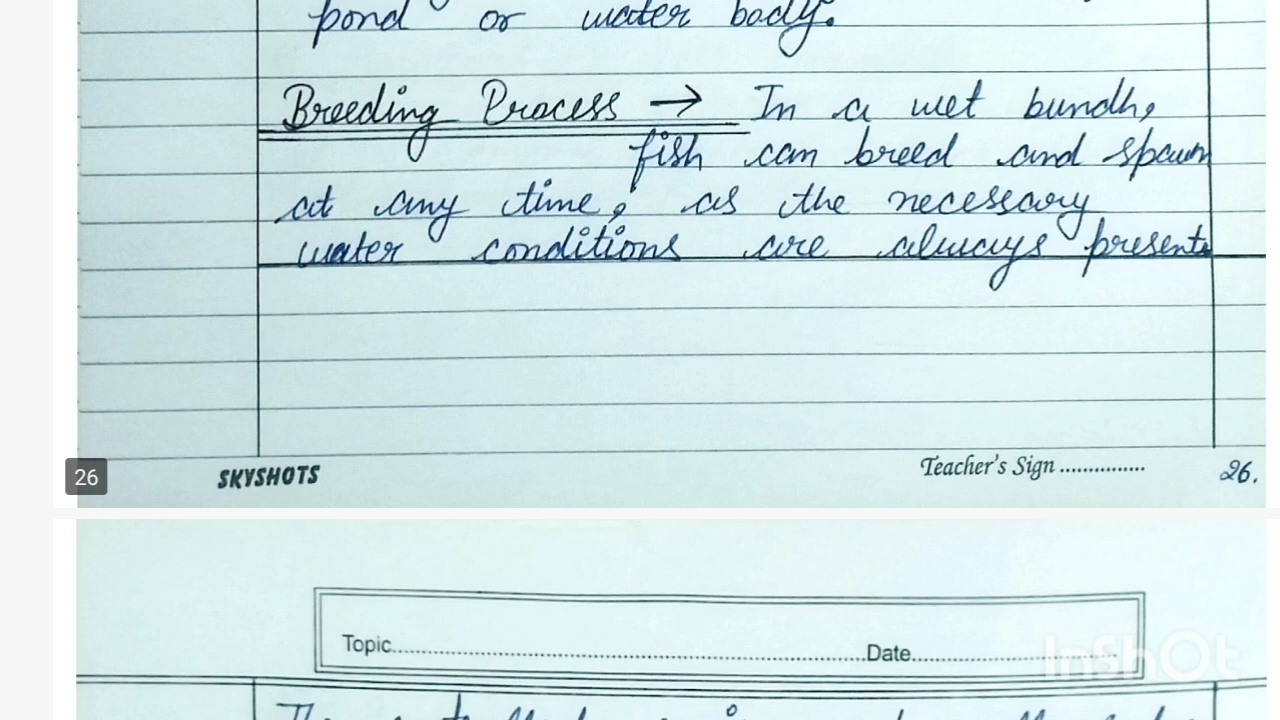 pond or water body.
Breeding Process → In a wet bundh,
fish can breed and spawn
at any time, as the necessary
water conditions are always present
26 SKYSHOTS Teacher's Sign ............... 26.
Topic..........................................................................Date...............................
InShOt